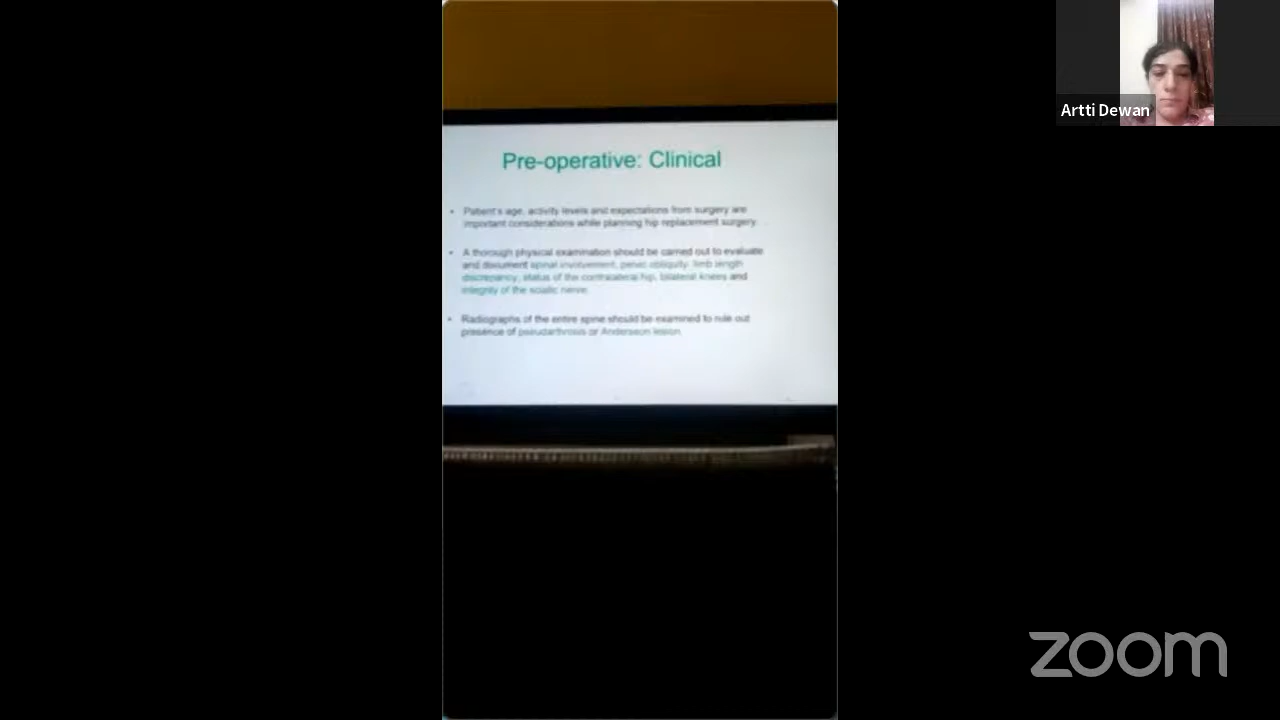 Pre-operative: Clinical
• Patient's age, activity levels and expectations from surgery are
important considerations while planning hip replacement surgery.
• A thorough physical examination should be carried out to evaluate
and document spinal involvement, pelvic obliquity, limb length
discrepancy, status of the contralateral hip, bilateral knees and
integrity of the sciatic nerve.
• Radiographs of the entire spine should be examined to rule out
presence of pseudarthrosis or Andersson lesion
Artti Dewan
zoom